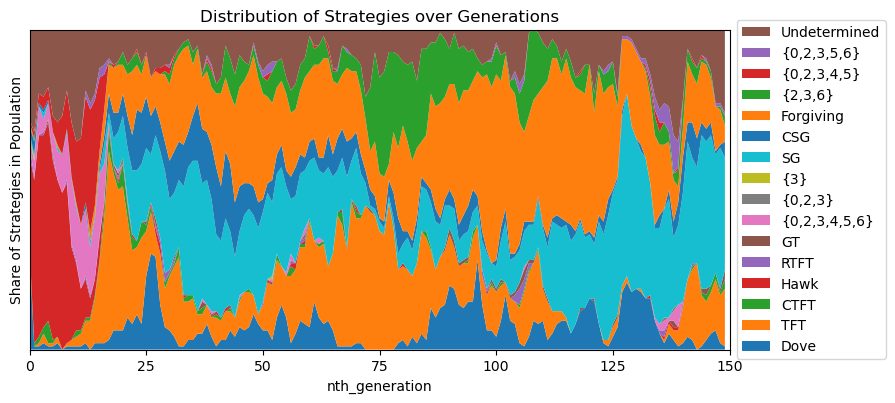 Distribution of Strategies over Generations
Share of Strategies in Population
0 25 50 75 100 125 150
nth_generation
Undetermined
{0,2,3,5,6}
{0,2,3,4,5}
{2,3,6}
Forgiving
CSG
SG
{3}
{0,2,3}
{0,2,3,4,5,6}
GT
RTFT
Hawk
CTFT
TFT
Dove